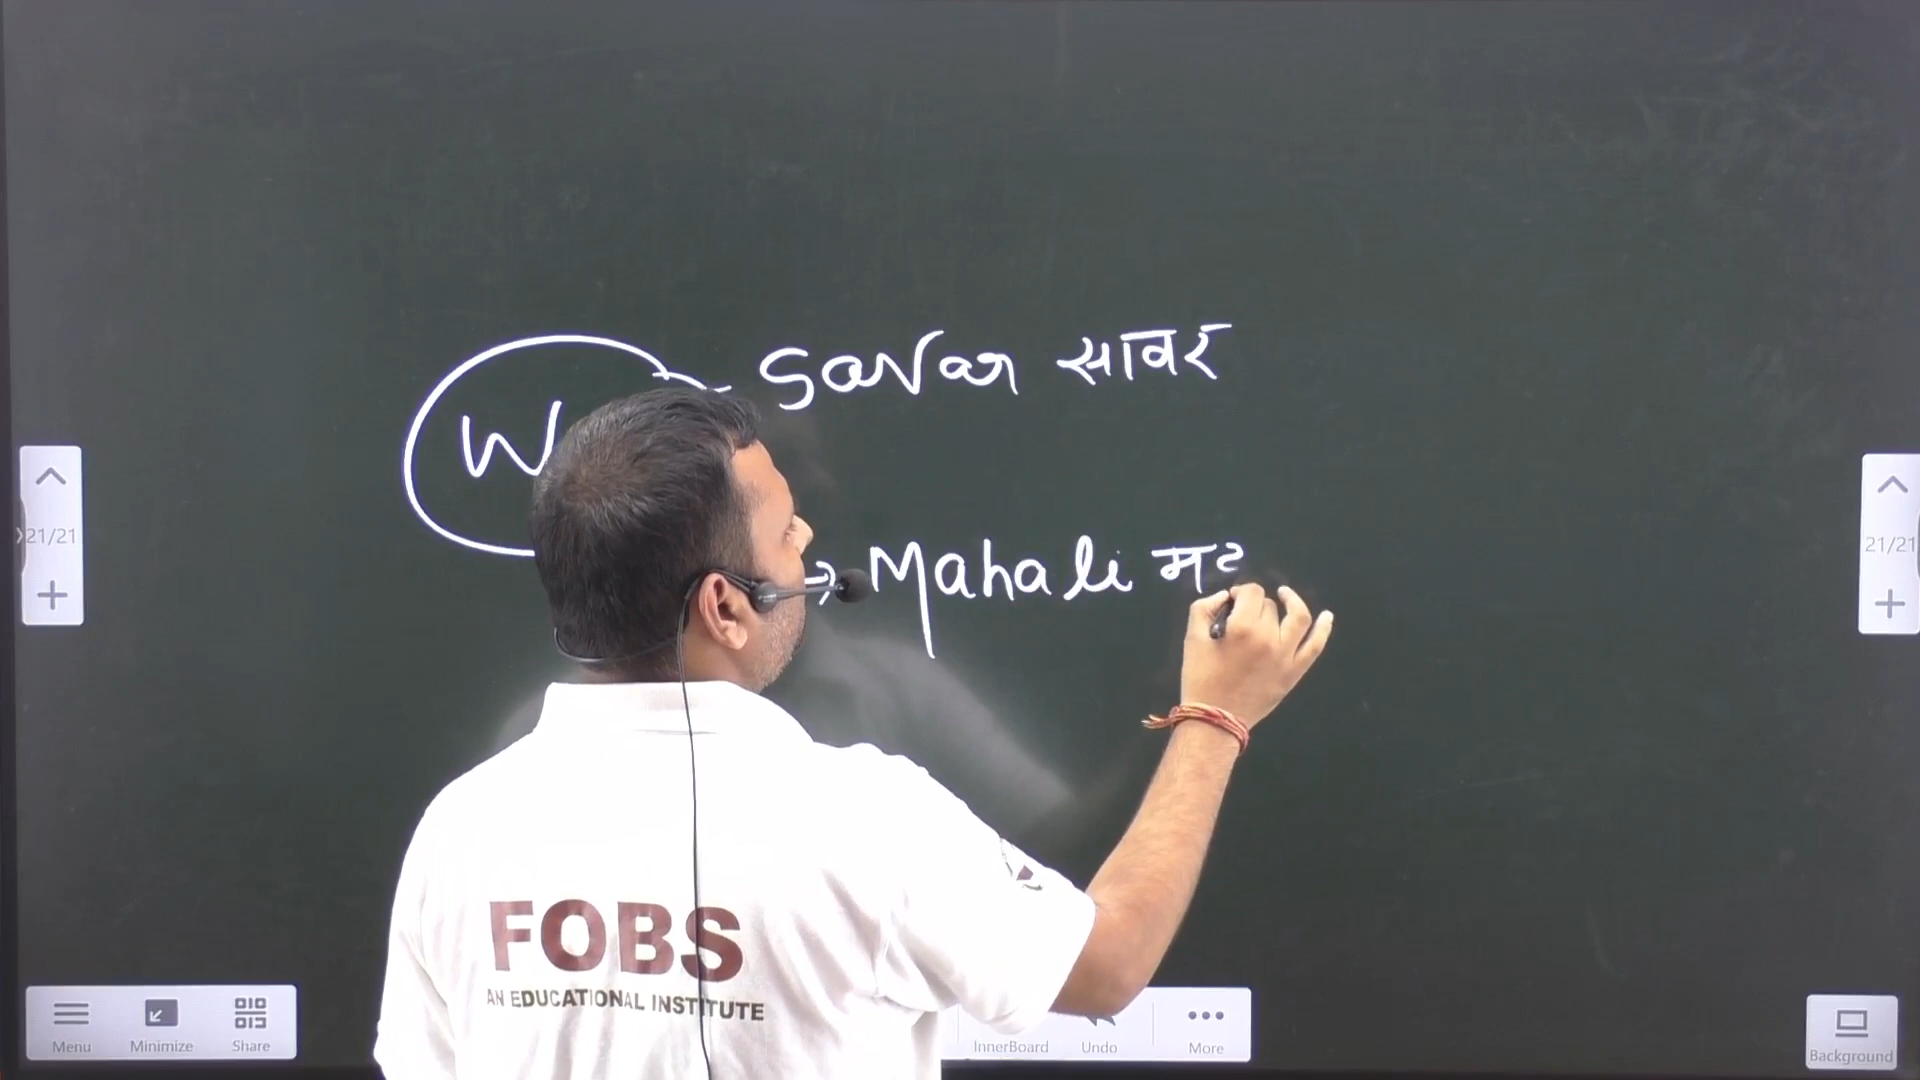 Savar सावर
W
Mahali
21/21
21/21
FOBS
AN EDUCATIONAL INSTITUTE
Menu Minimize Share InnerBoard Undo More Background